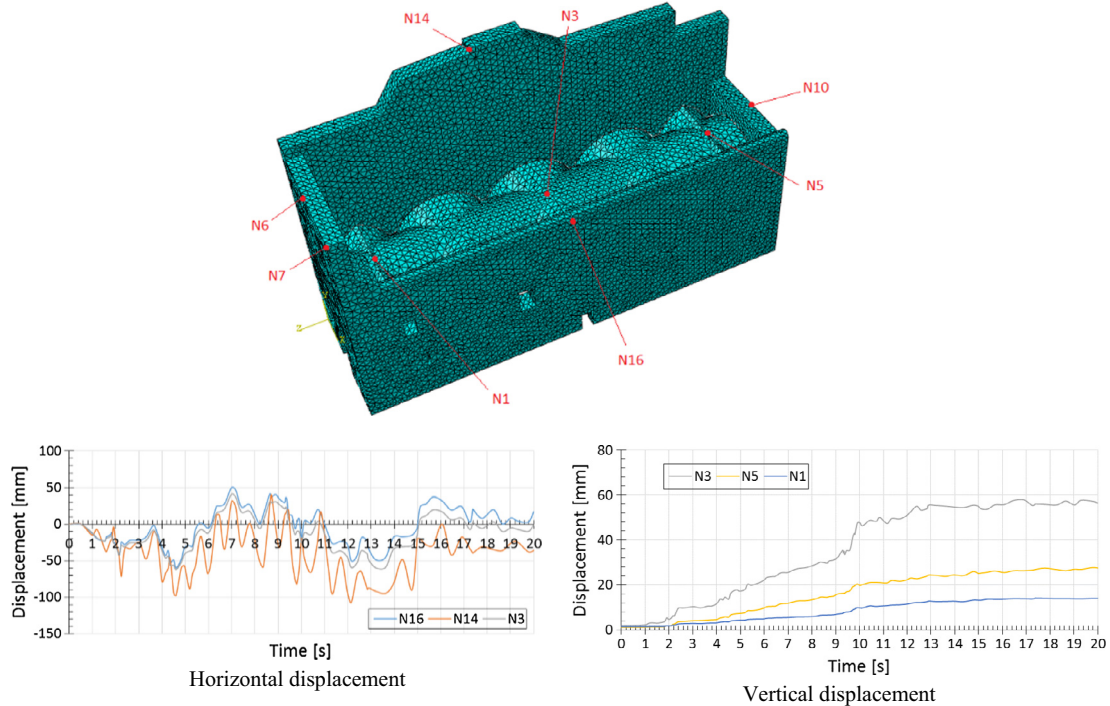 N14
N3
N10
N5
N6
N7
N16
N1
100
50
0
-50
-100
-150
Displacement [mm]
0 1 2 3 4 5 6 7 8 9 10 11 12 13 14 15 16 17 18 19 20
N16 N14 N3
Time [s]
Horizontal displacement
80
60
40
20
0
Displacement [mm]
N3 N5 N1
0 1 2 3 4 5 6 7 8 9 10 11 12 13 14 15 16 17 18 19 20
Time [s]
Vertical displacement